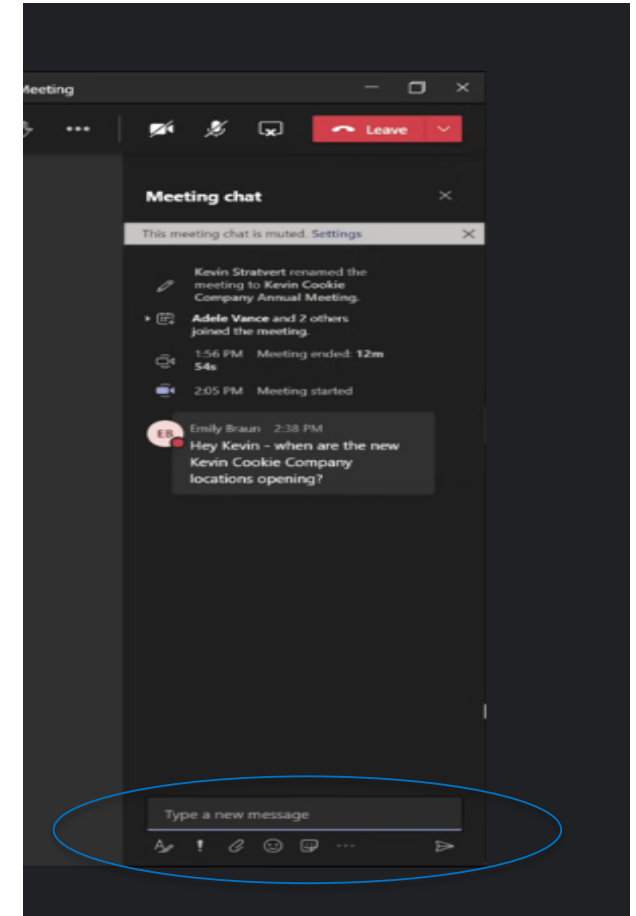 Meeting
Leave
Meeting chat
This meeting chat is muted. Settings
Kevin Stratvert renamed the
meeting to Kevin Cookie
Company Annual Meeting.
Adele Vance and 2 others
joined the meeting.
1:56 PM Meeting ended: 12m
54s
2:05 PM Meeting started
EB
Emily Braun 2:38 PM
Hey Kevin - when are the new
Kevin Cookie Company
locations opening?
Type a new message